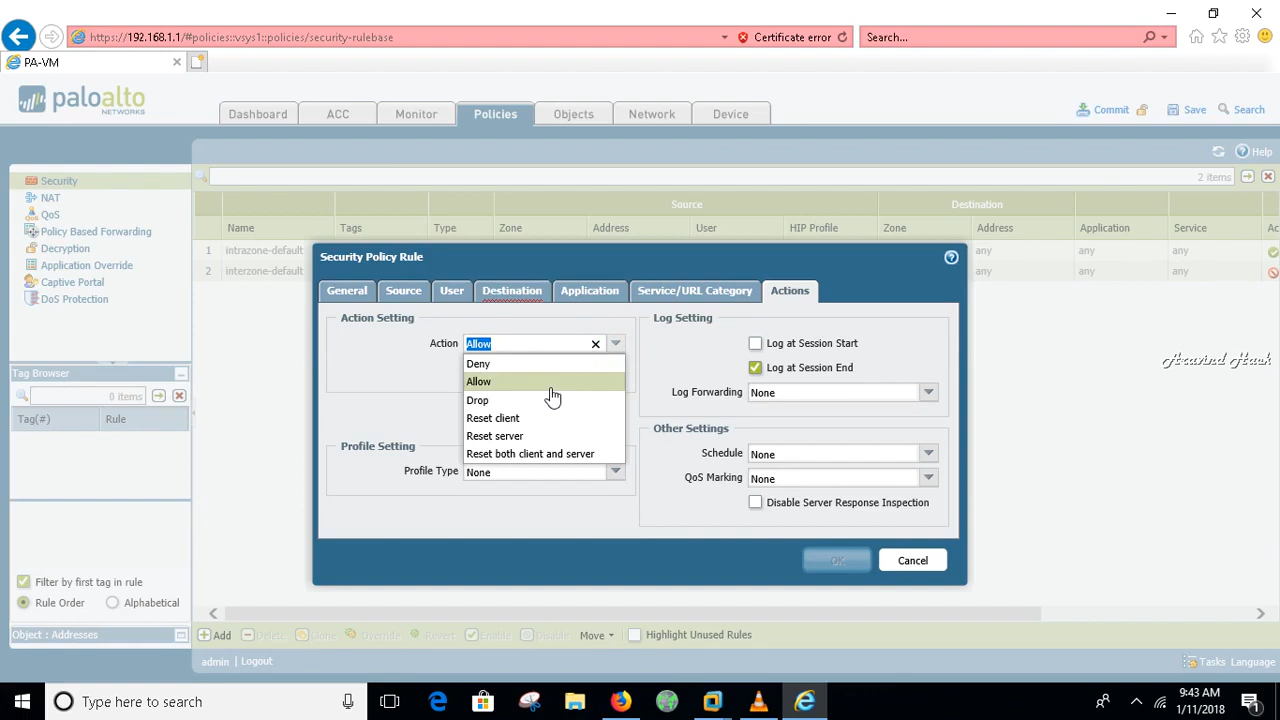 https://192.168.1.1/#policies::vsys1::policies/security-rulebase
Certificate error
Search...
PA-VM
paloalto
NETWORKS
Dashboard
ACC
Monitor
Policies
Objects
Network
Device
Commit
Save
Search
Help
Security
NAT
QoS
Policy Based Forwarding
Decryption
Application Override
Captive Portal
DoS Protection
2 items
Source
Destination
Name
Tags
Type
Zone
Address
User
HIP Profile
Zone
Address
Application
Service
Ac
1 intrazone-default any any any
2 interzone-default any any any
Security Policy Rule
General
Source
User
Destination
Application
Service/URL Category
Actions
Action Setting
Action Allow
Deny
Allow
Drop
Reset client
Reset server
Reset both client and server
Profile Setting
Profile Type None
Log Setting
Log at Session Start
Log at Session End
Log Forwarding None
Other Settings
Schedule None
QoS Marking None
Disable Server Response Inspection
OK
Cancel
Aravind Hack
Tag Browser
0 items
Tag(#) Rule
Filter by first tag in rule
Rule Order Alphabetical
Object : Addresses
Add Delete Clone Override Revert Enable Disable Move Highlight Unused Rules
admin Logout
Tasks Language
Type here to search
9:43 AM
1/11/2018